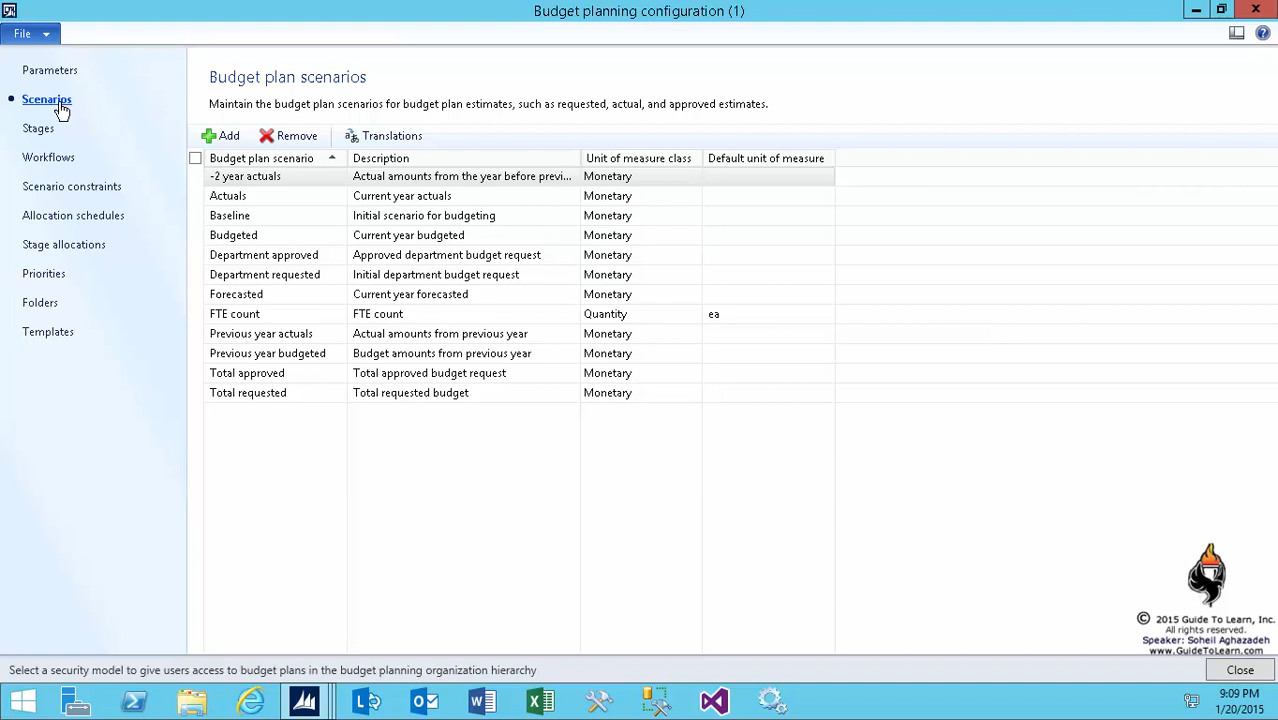 Budget planning configuration (1)
File
Parameters
Scenarios
Stages
Workflows
Scenario constraints
Allocation schedules
Stage allocations
Priorities
Folders
Templates
Budget plan scenarios
Maintain the budget plan scenarios for budget plan estimates, such as requested, actual, and approved estimates.
Add Remove Translations
Budget plan scenario Description Unit of measure class Default unit of measure
-2 year actuals Actual amounts from the year before previ... Monetary
Actuals Current year actuals Monetary
Baseline Initial scenario for budgeting Monetary
Budgeted Current year budgeted Monetary
Department approved Approved department budget request Monetary
Department requested Initial department budget request Monetary
Forecasted Current year forecasted Monetary
FTE count FTE count Quantity ea
Previous year actuals Actual amounts from previous year Monetary
Previous year budgeted Budget amounts from previous year Monetary
Total approved Total approved budget request Monetary
Total requested Total requested budget Monetary
© 2015 Guide To Learn, Inc.
All rights reserved.
Speaker: Soheil Aghazadeh
www.GuideToLearn.com
Select a security model to give users access to budget plans in the budget planning organization hierarchy
Close
9:09 PM
1/20/2015